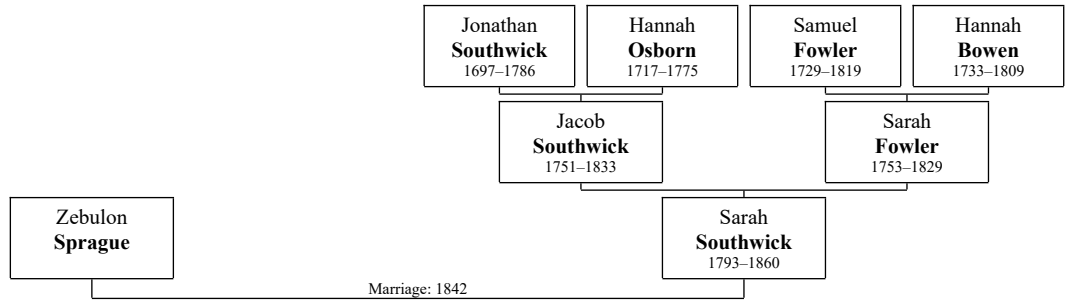 Jonathan
Southwick
1697–1786
Hannah
Osborn
1717–1775
Samuel
Fowler
1729–1819
Hannah
Bowen
1733–1809
Jacob
Southwick
1751–1833
Sarah
Fowler
1753–1829
Zebulon
Sprague
Sarah
Southwick
1793–1860
Marriage: 1842